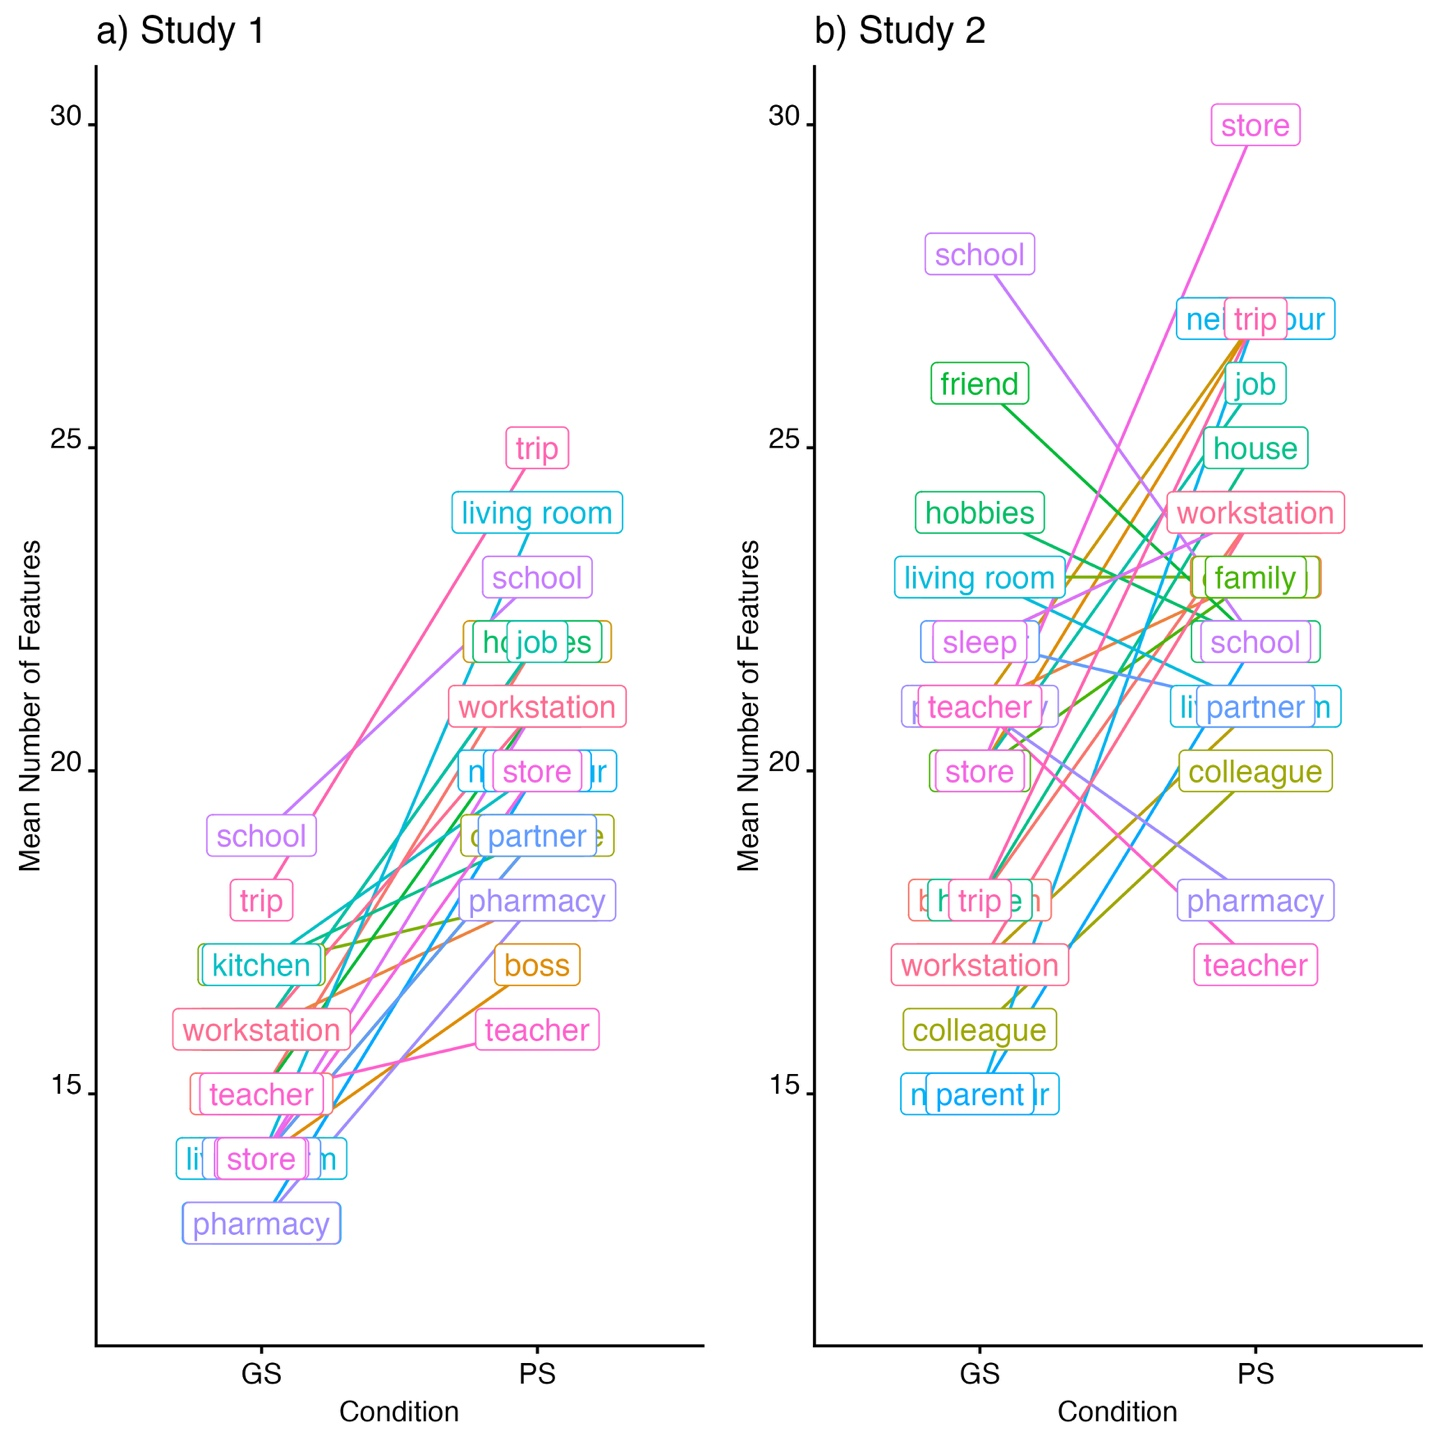 a) Study 1
Mean Number of Features
30
25
20
15
trip
living room
school
job
workstation
store
partner
pharmacy
boss
teacher
school
trip
kitchen
workstation
teacher
store
pharmacy
GS
PS
Condition
b) Study 2
Mean Number of Features
30
25
20
15
store
school
trip
friend
job
house
hobbies
workstation
living room
family
sleep
school
teacher
partner
store
colleague
trip
pharmacy
workstation
teacher
colleague
parent
GS
PS
Condition